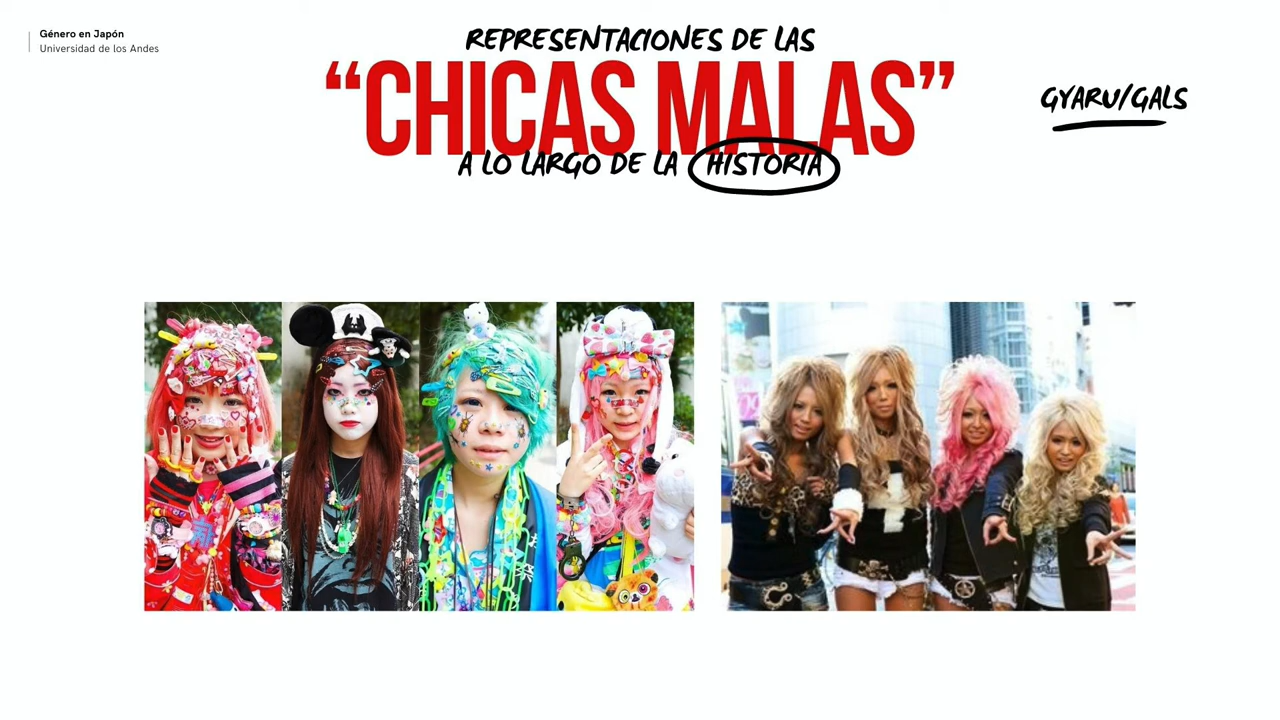 Género en Japón
Universidad de los Andes
REPRESENTACIONES DE LAS
“CHICAS MALAS”
A LO LARGO DE LA HISTORIA
GYARU/GALS